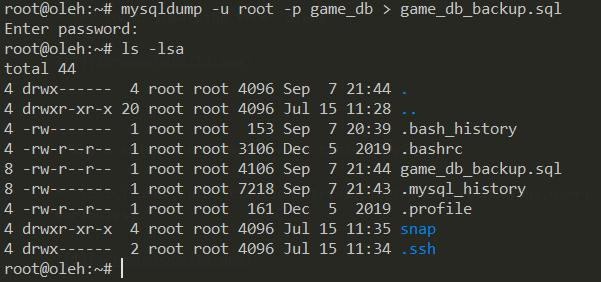 root@oleh:~# mysqldump -u root -p game_db > game_db_backup.sql
Enter password:
root@oleh:~# ls -lsa
total 44
4 drwx------  4 root root 4096 Sep  7 21:44 .
4 drwxr-xr-x 20 root root 4096 Jul 15 11:28 ..
4 -rw-------  1 root root  153 Sep  7 20:39 .bash_history
4 -rw-r--r--  1 root root 3106 Dec  5  2019 .bashrc
8 -rw-r--r--  1 root root 4106 Sep  7 21:44 game_db_backup.sql
8 -rw-------  1 root root 7218 Sep  7 21:43 .mysql_history
4 -rw-r--r--  1 root root  161 Dec  5  2019 .profile
4 drwxr-xr-x  4 root root 4096 Jul 15 11:35 snap
4 drwx------  2 root root 4096 Jul 15 11:34 .ssh
root@oleh:~#